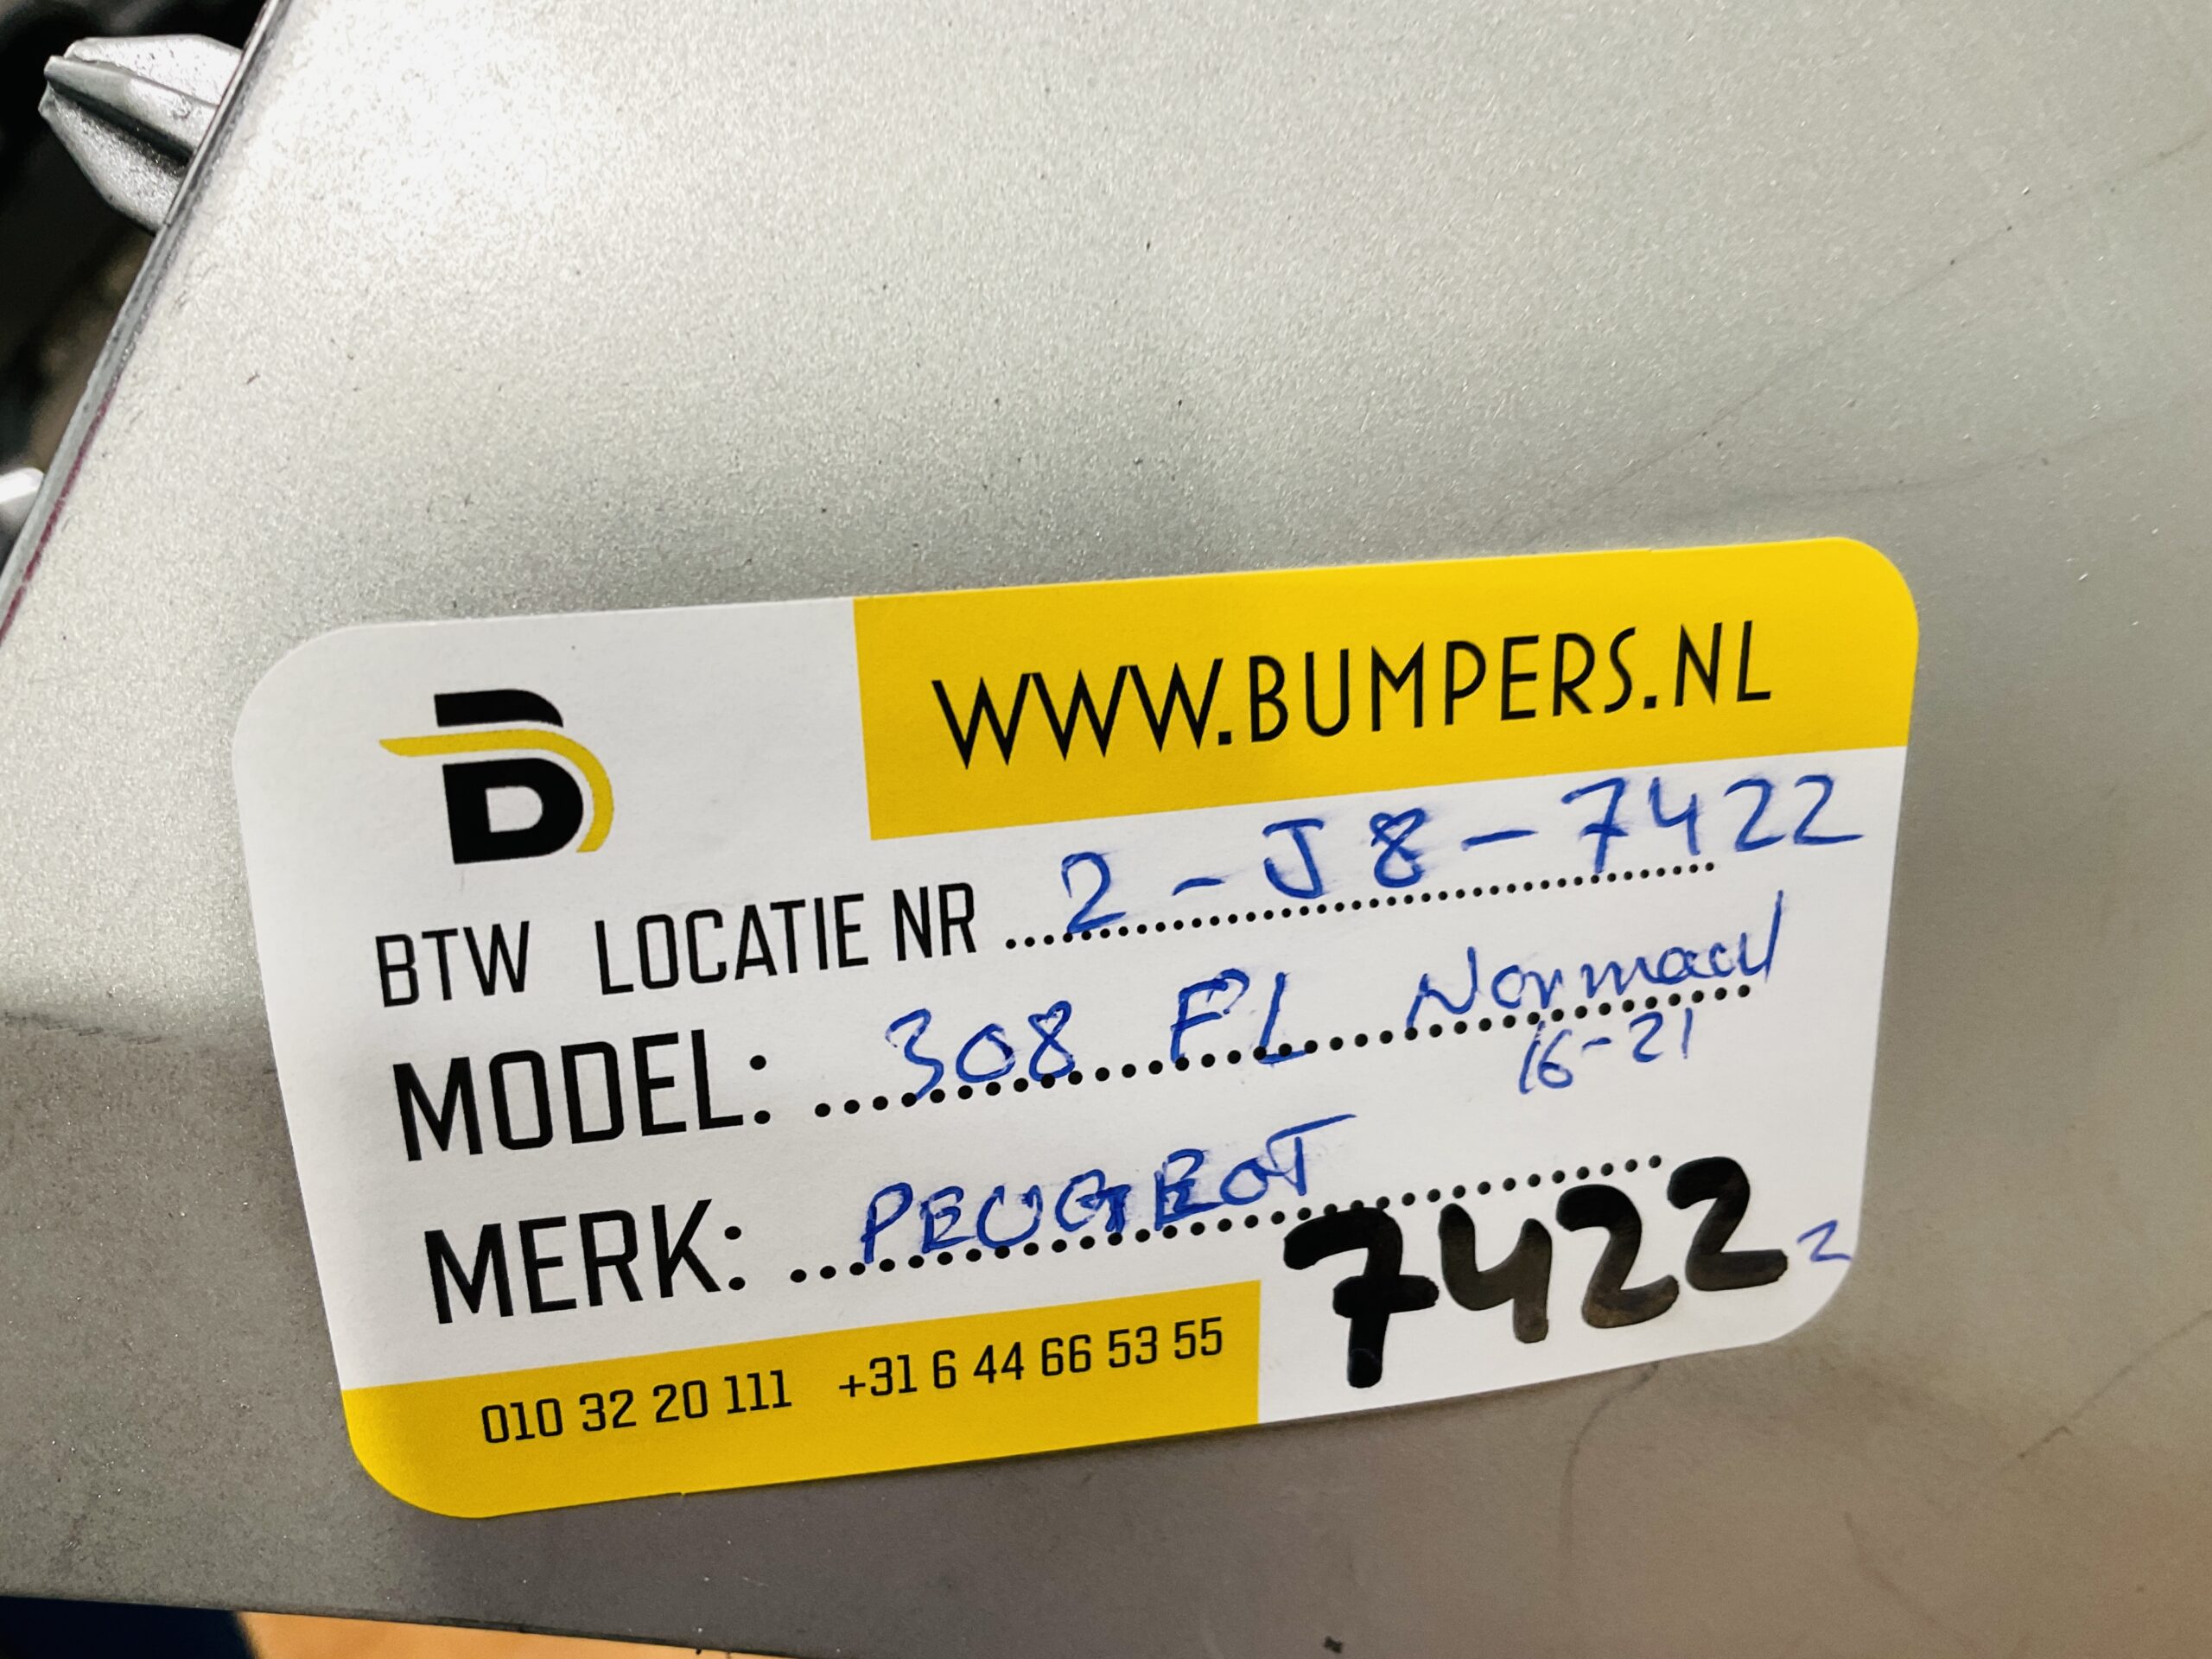 WWW.BUMPERS.NL
BTW LOCATIE NR 2-J8-7422
MODEL: 308 FL Normaal
16-21
MERK: PEUGEOT
7422 2
010 32 20 111 +31 6 44 66 53 55